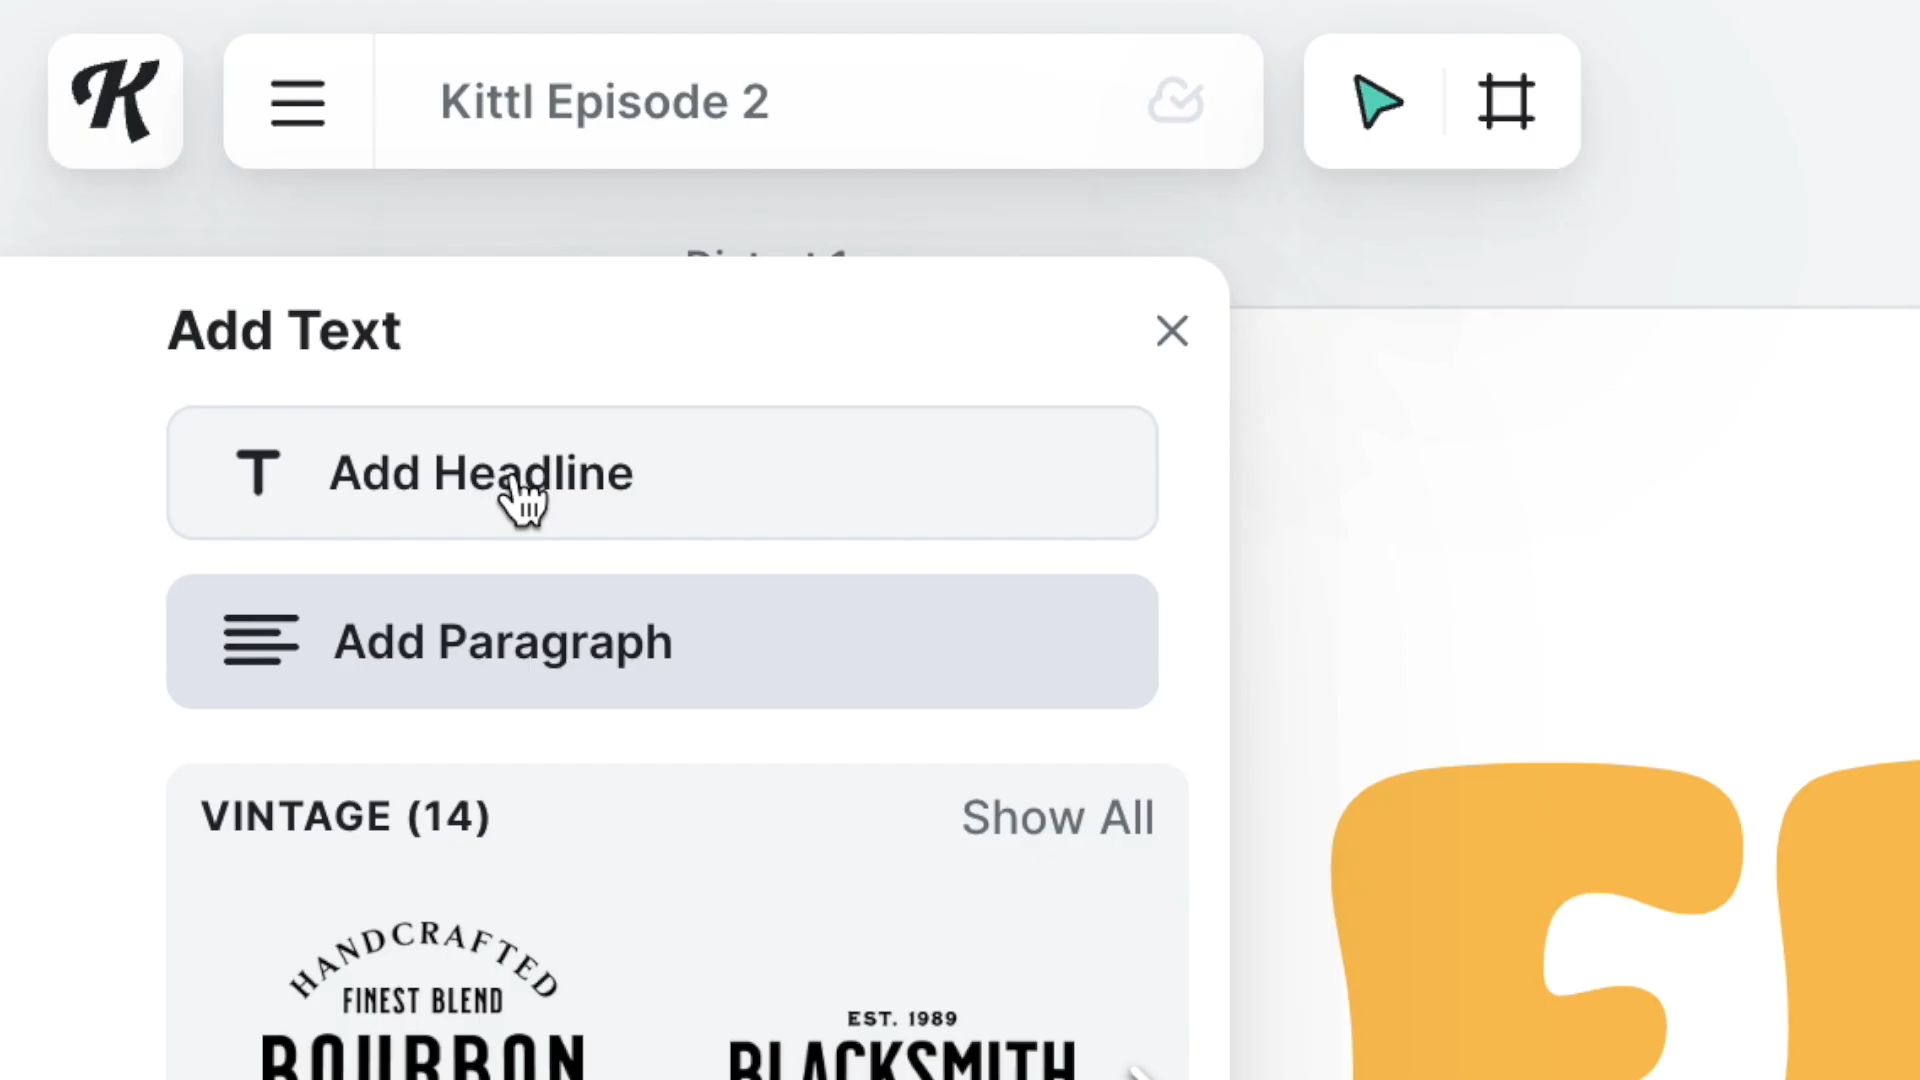 K
Kittl Episode 2
Add Text
T Add Headline
Add Paragraph
VINTAGE (14)
Show All
HANDCRAFTED
FINEST BLEND
BOURBON
EST. 1989
BLACKSMITH